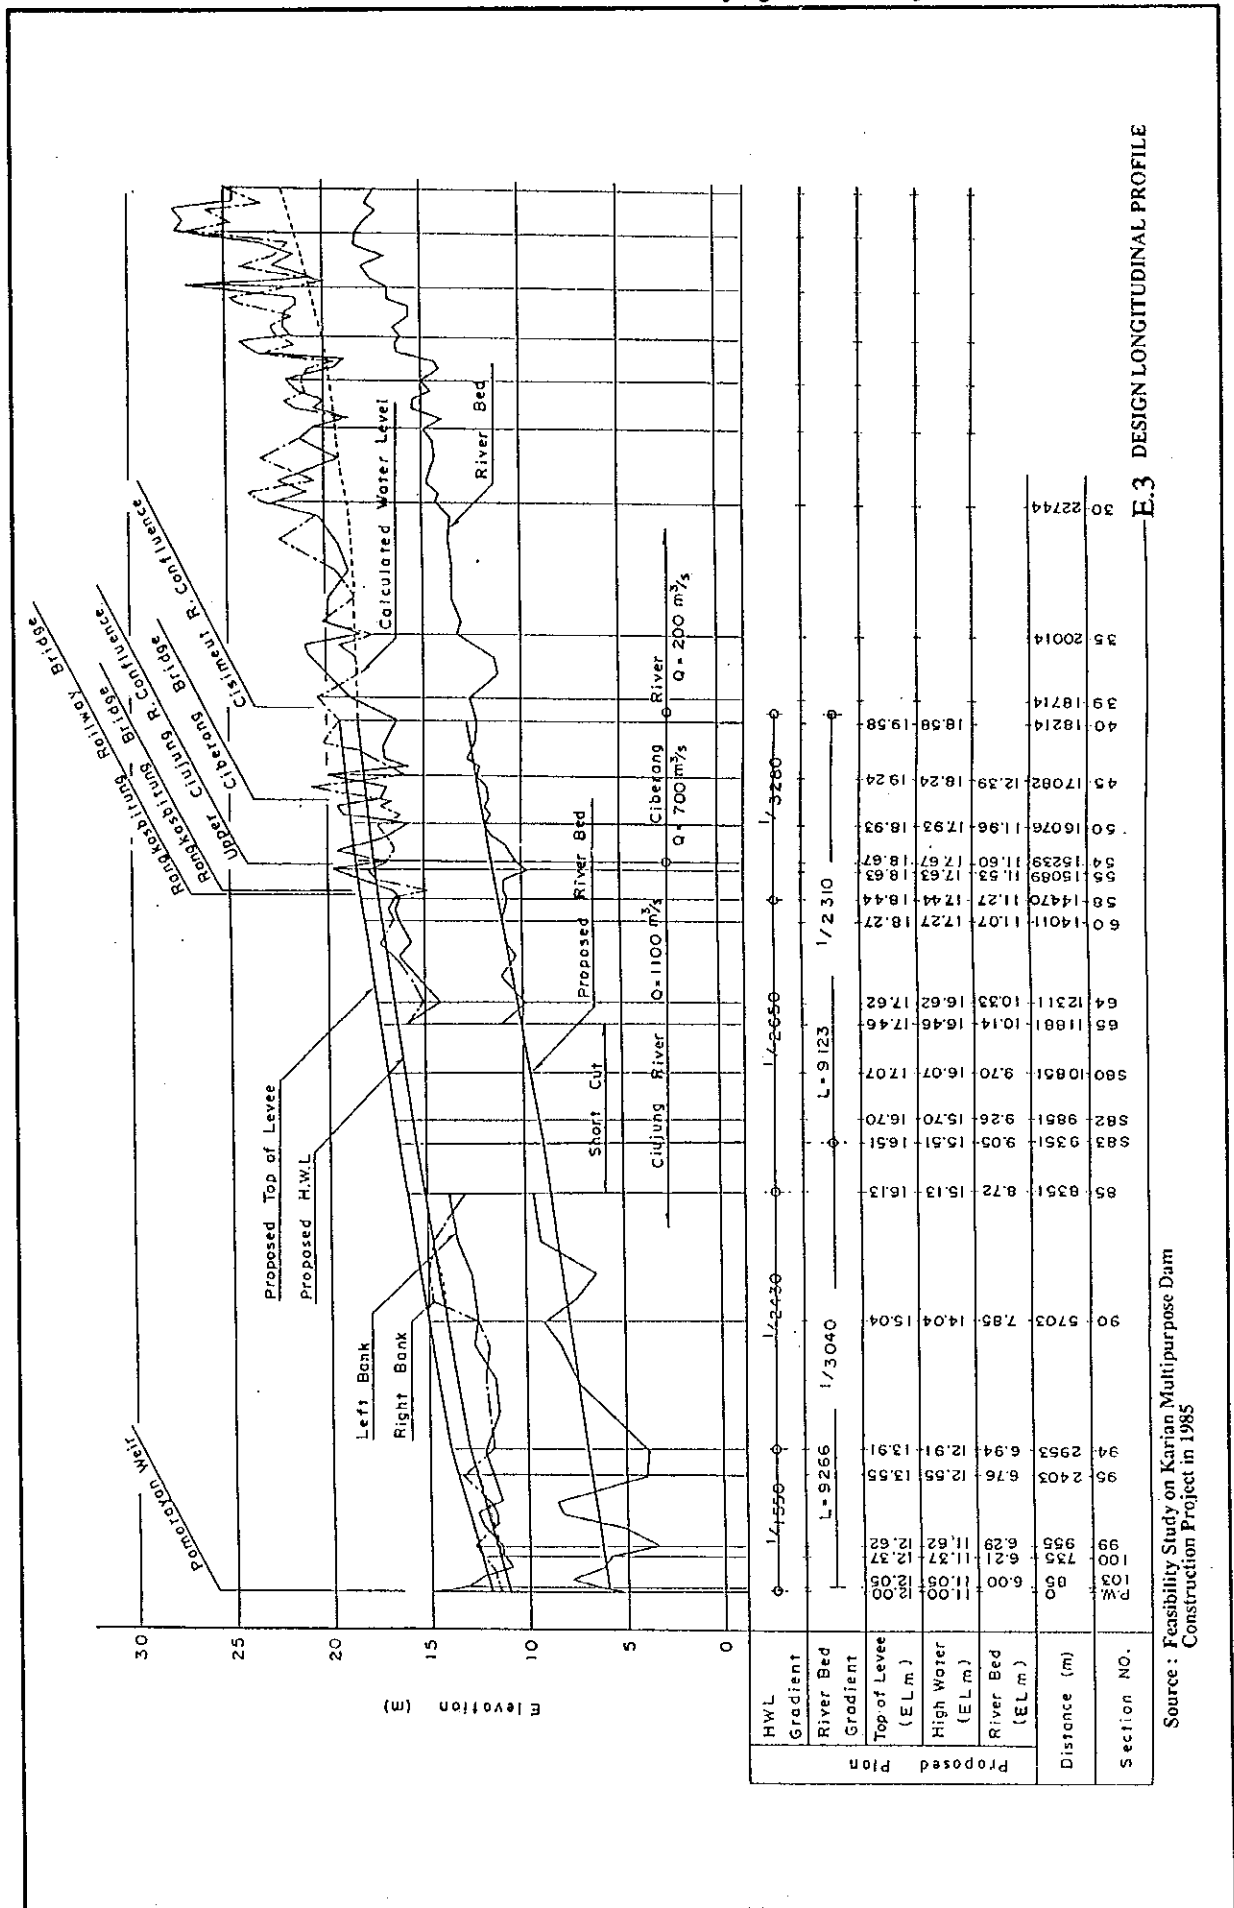 Pamarayan Weir
Rangkasbitung Railway Bridge
Rangkasbitung Bridge
Upper Ciujung R. Confluence
Ciberang Bridge
Cisimeut R. Confluence
Elevation (m)
30
25
20
15
10
5
0
Proposed Top of Levee
Proposed H.W.L
Left Bank
Right Bank
Short Cut
Proposed River Bed
Calculated Water Level
River Bed
Ciujung River Q=1100 m³/s
Ciberang River
Q=700 m³/s
Q=200 m³/s
Proposed Plan
HWL Gradient
1/1550
1/2430
1/2650
1/3280
River Bed Gradient
L=9266
1/3040
L=9123
1/2310
Top of Levee (EL m)
12.00 12.05 12.37 12.62 13.55 13.91 15.04 16.13 16.51 16.70 17.07 17.46 17.62 18.27 18.44 18.63 18.67 18.93 19.24 19.58
High Water (EL m)
11.00 11.05 11.37 11.62 12.55 12.91 14.04 15.13 15.51 15.70 16.07 16.46 16.62 17.27 17.44 17.63 17.67 17.93 18.24 18.58
River Bed (EL m)
6.00 6.21 6.29 6.76 6.94 7.85 8.72 9.05 9.26 9.70 10.14 10.33 11.07 11.27 11.53 11.60 11.96 12.39
Distance (m)
0 85 735 955 2403 2953 5703 8351 9351 9851 10851 11881 12311 14011 14470 15089 15239 16076 17082 18214 18714 20014 22744
Section NO.
P.W. 103 100 99 95 94 90 85 S83 S82 S80 65 64 60 58 55 54 50 45 40 39 35 30
Source : Feasibility Study on Karian Multipurpose Dam
Construction Project in 1985
E.3 DESIGN LONGITUDINAL PROFILE